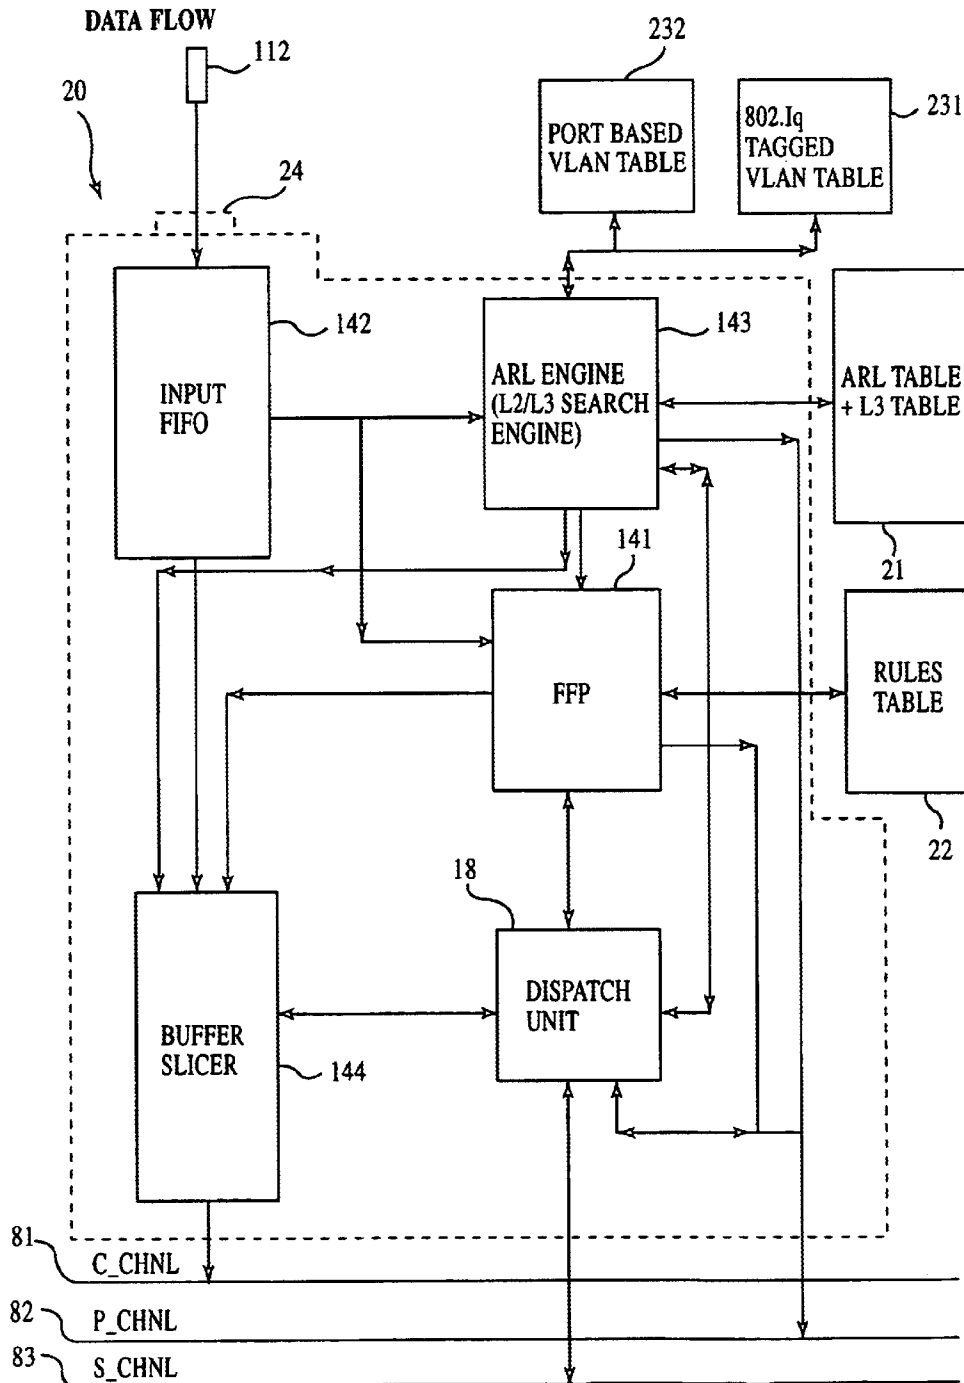 DATA FLOW
112
20
24
232
231
PORT BASED
VLAN TABLE
802.Iq
TAGGED
VLAN TABLE
142
INPUT
FIFO
143
ARL ENGINE
(L2/L3 SEARCH
ENGINE)
ARL TABLE
+ L3 TABLE
21
141
FFP
RULES
TABLE
22
18
DISPATCH
UNIT
BUFFER
SLICER
144
81
C_CHNL
82
P_CHNL
83
S_CHNL